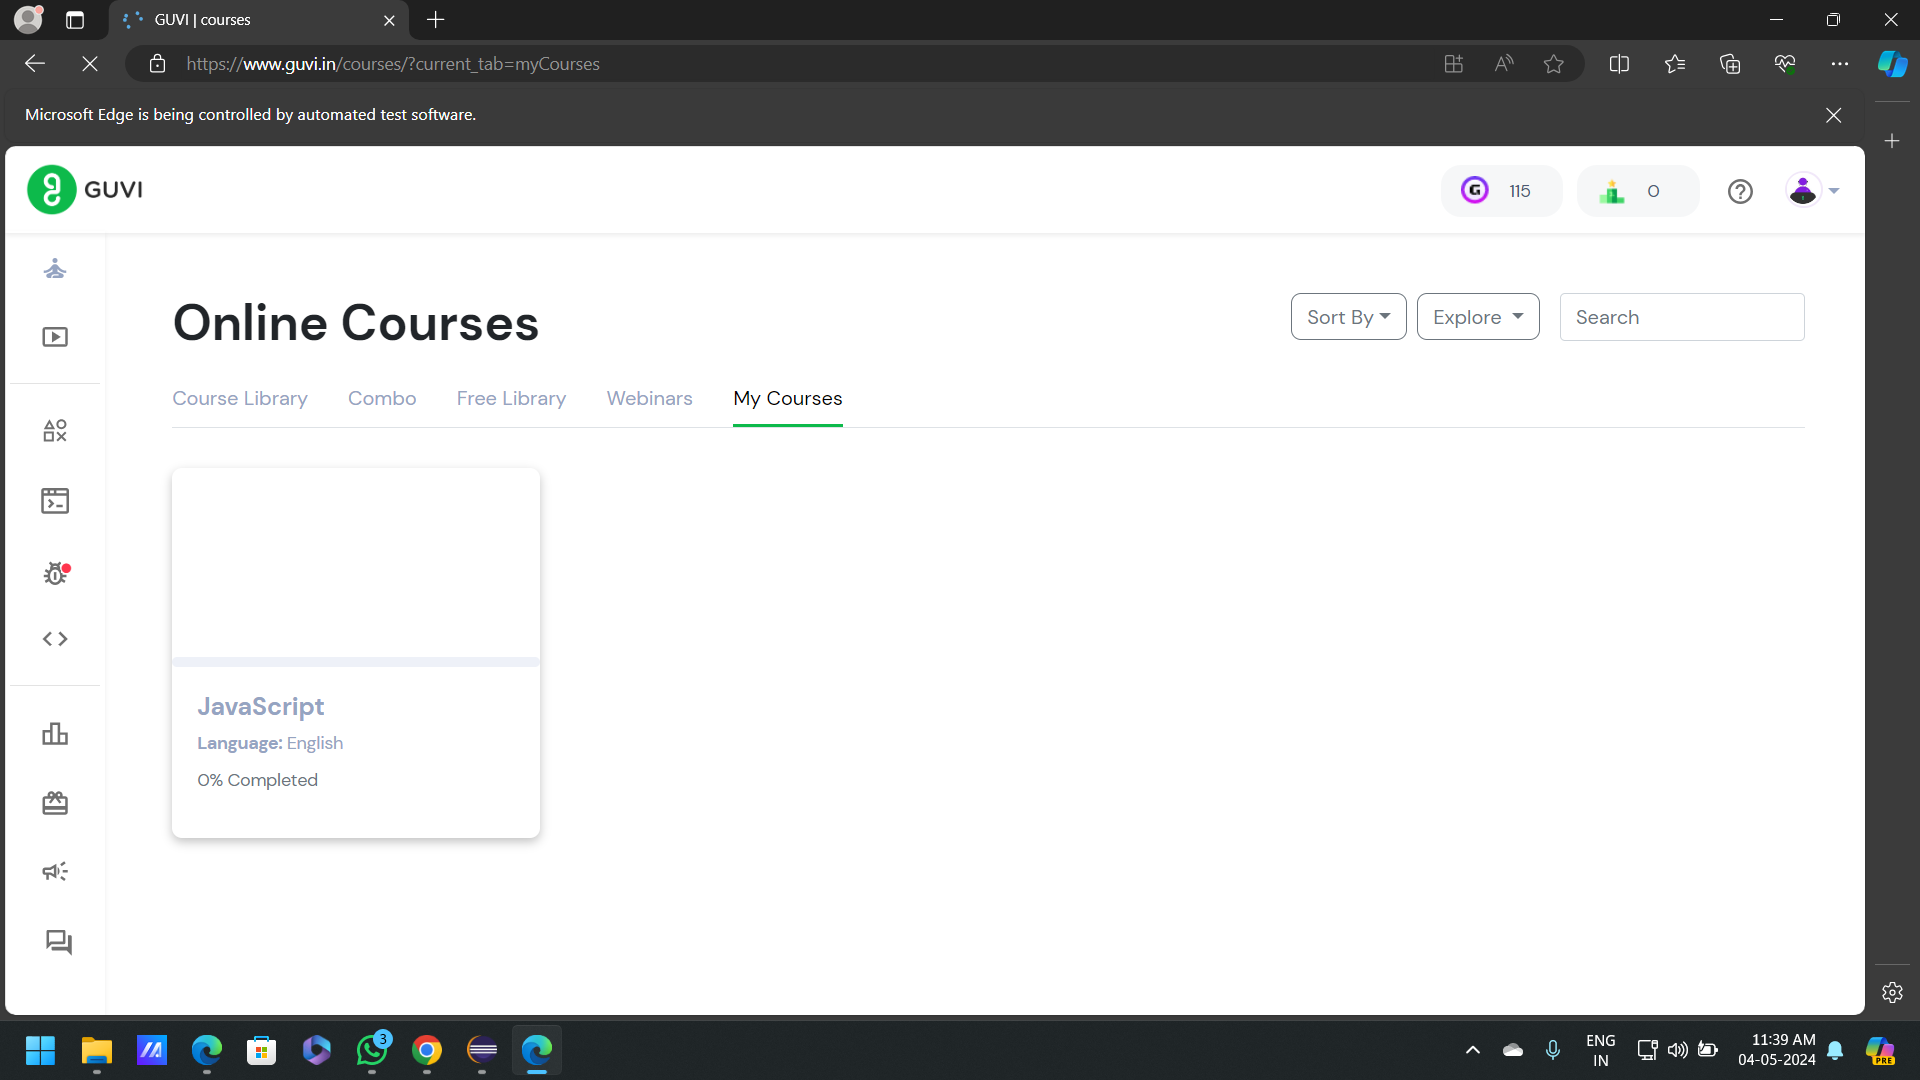 GUVI | courses
https://www.guvi.in/courses/?current_tab=myCourses
Microsoft Edge is being controlled by automated test software.
GUVI
115
0
Online Courses
Sort By
Explore
Search
Course Library
Combo
Free Library
Webinars
My Courses
JavaScript
Language: English
0% Completed
3
ENG
IN
11:39 AM
04-05-2024
PRE